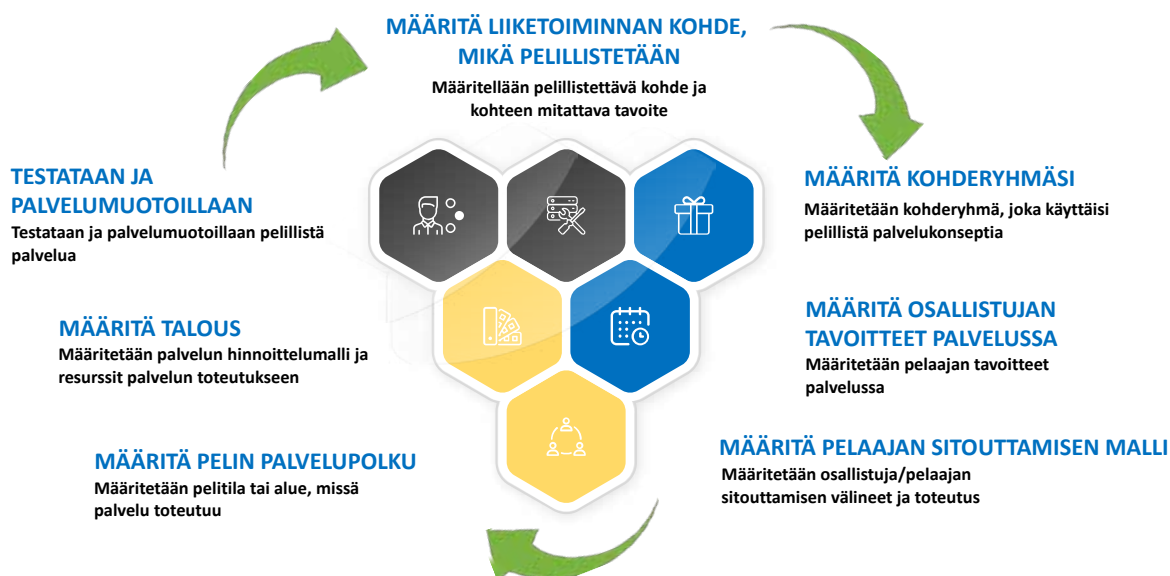 MÄÄRITÄ LIIKETOIMINNAN KOHDE,
MIKÄ PELILLISTETÄÄN
Määritellään pelillistettävä kohde ja
kohteen mitattava tavoite
MÄÄRITÄ KOHDERYHMÄSI
Määritetään kohderyhmä, joka käyttäisi
pelillistä palvelukonseptia
MÄÄRITÄ OSALLISTUJAN
TAVOITTEET PALVELUSSA
Määritetään pelaajan tavoitteet
palvelussa
MÄÄRITÄ PELAAJAN SITOUTTAMISEN MALLI
Määritetään osallistuja/pelaajan
sitouttamisen välineet ja toteutus
MÄÄRITÄ PELIN PALVELUPOLKU
Määritetään pelitila tai alue, missä
palvelu toteutuu
MÄÄRITÄ TALOUS
Määritetään palvelun hinnoittelumalli ja
resurssit palvelun toteutukseen
TESTATAAN JA
PALVELUMUOTOILLAAN
Testataan ja palvelumuotoillaan pelillistä
palvelua